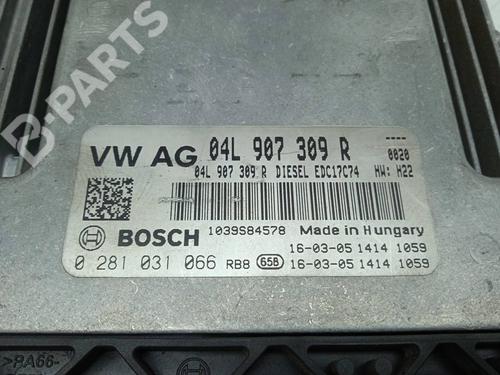 B-PARTS
VW AG 04L 907 309 R ----
04L 907 309 R DIESEL EDC17C74 0020
HW: H22
BOSCH 1039S84578 Made in Hungary
16-03-05 1414 1059
0 281 031 066 RB8 65B 16-03-05 1414 1059
>PA66-